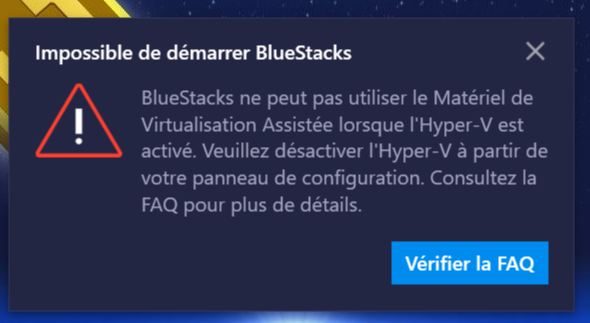 Impossible de démarrer BlueStacks
BlueStacks ne peut pas utiliser le Matériel de
Virtualisation Assistée lorsque l'Hyper-V est
activé. Veuillez désactiver l'Hyper-V à partir de
votre panneau de configuration. Consultez la
FAQ pour plus de détails.
Vérifier la FAQ